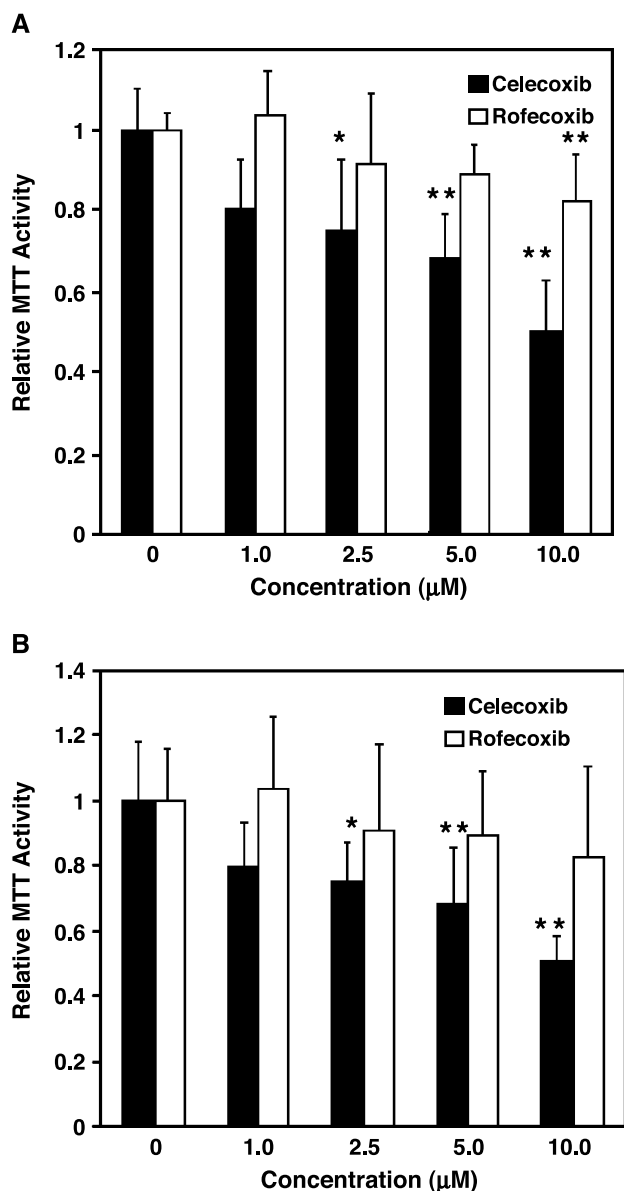 A
1.2
1
0.8
0.6
0.4
0.2
0
Relative MTT Activity
Celecoxib
Rofecoxib
*
**
**
**
0 1.0 2.5 5.0 10.0
Concentration (μM)
B
1.4
1.2
1
0.8
0.6
0.4
0.2
0
Relative MTT Activity
Celecoxib
Rofecoxib
*
**
**
0 1.0 2.5 5.0 10.0
Concentration (μM)